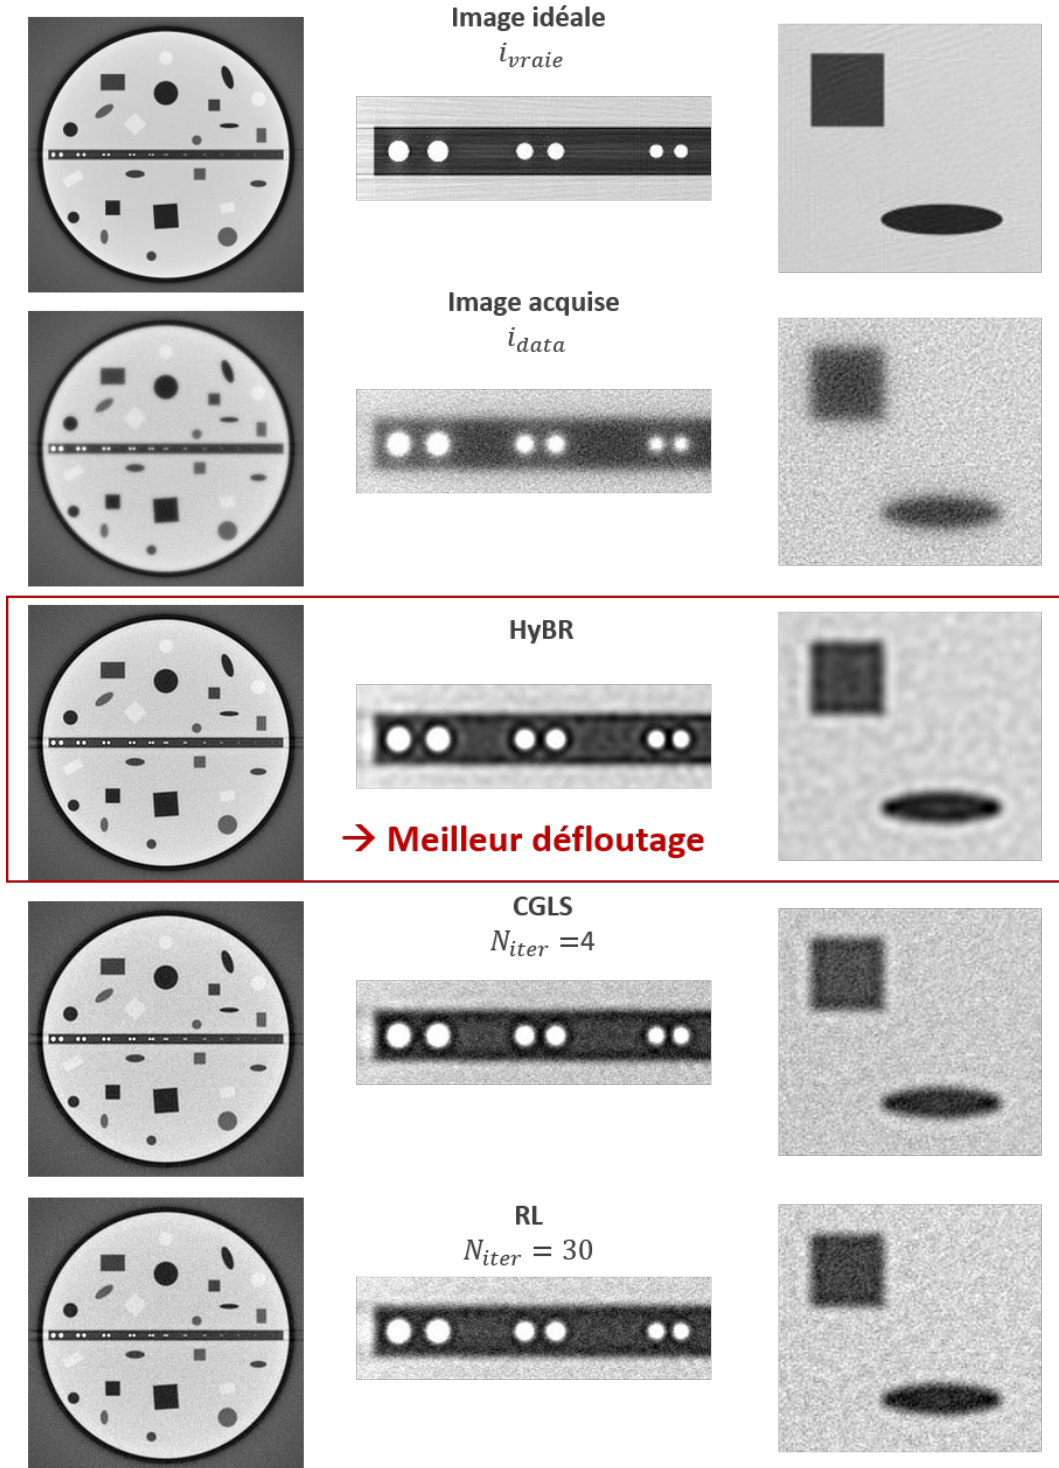 Image idéale
i_vraie
Image acquise
i_data
HyBR
→ Meilleur défloutage
CGLS
N_iter =4
RL
N_iter = 30